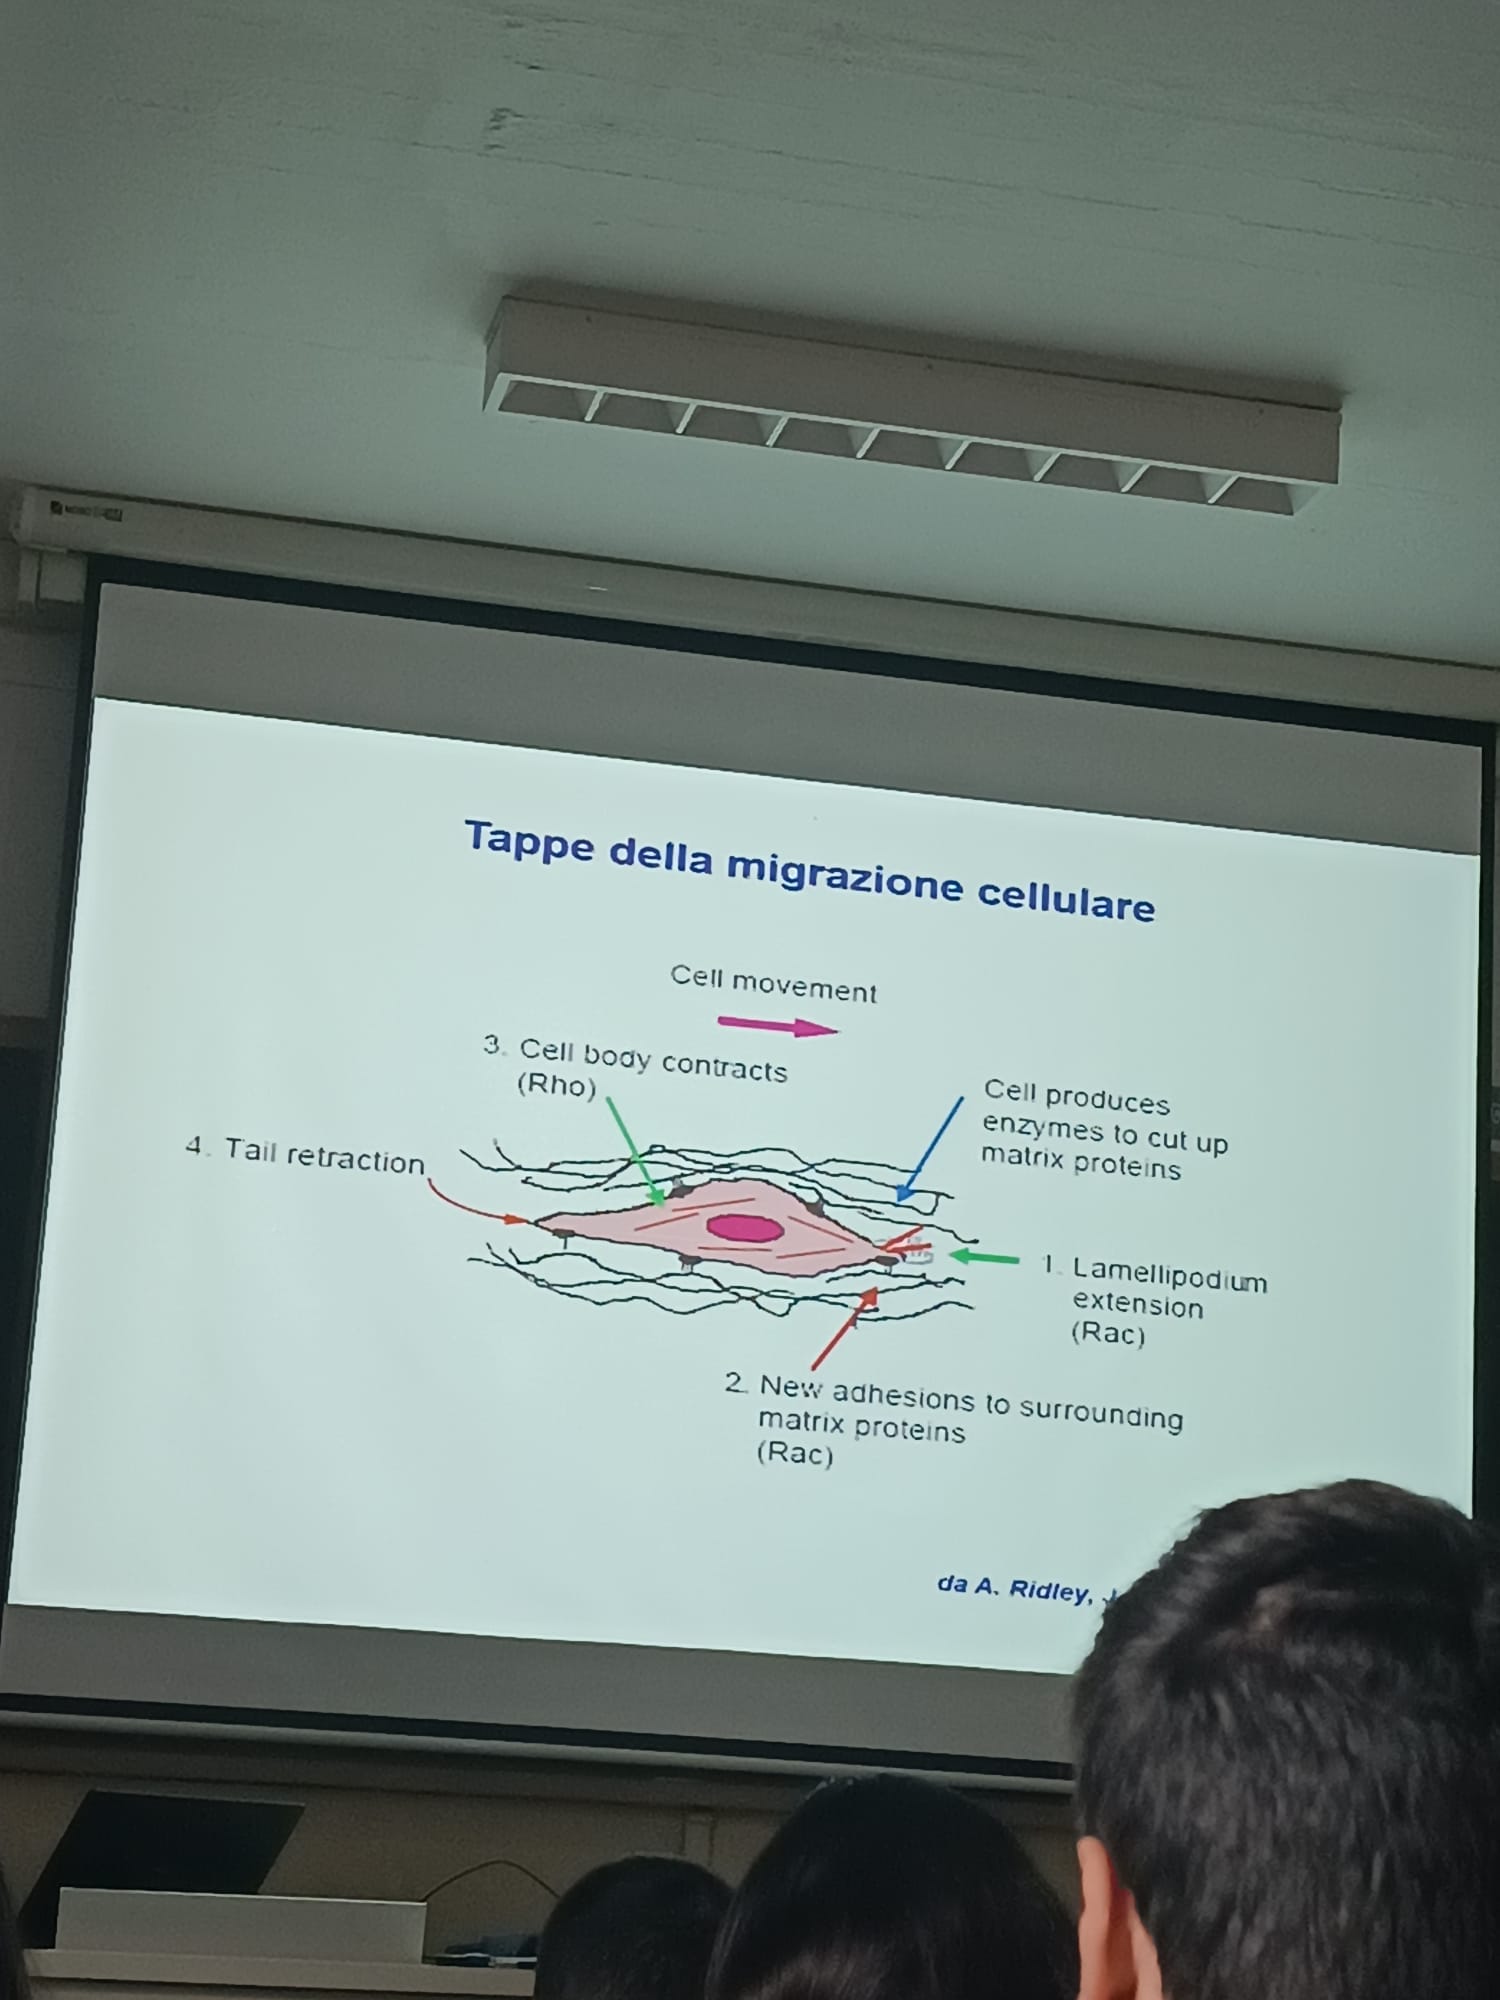 Tappe della migrazione cellulare
Cell movement
3. Cell body contracts
(Rho)
Cell produces
enzymes to cut up
matrix proteins
4. Tail retraction
1. Lamellipodium
extension
(Rac)
2. New adhesions to surrounding
matrix proteins
(Rac)
da A. Ridley,